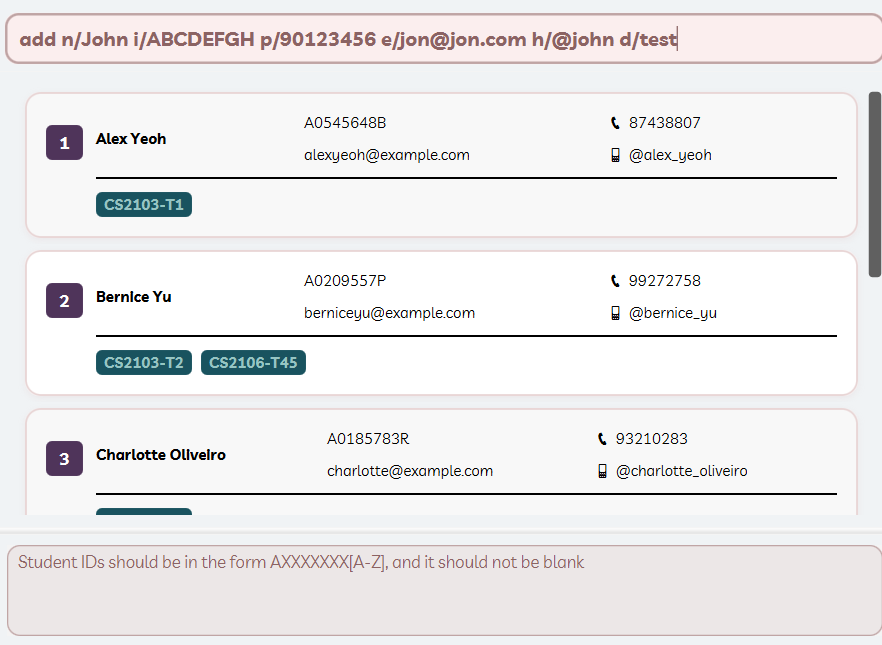 add n/John i/ABCDEFGH p/90123456 e/jon@jon.com h/@john d/test
1
Alex Yeoh
A0545648B
87438807
alexyeoh@example.com
@alex_yeoh
CS2103-T1
2
Bernice Yu
A0209557P
99272758
berniceyu@example.com
@bernice_yu
CS2103-T2 CS2106-T45
3
Charlotte Oliveiro
A0185783R
93210283
charlotte@example.com
@charlotte_oliveiro
Student IDs should be in the form AXXXXXXX[A-Z], and it should not be blank